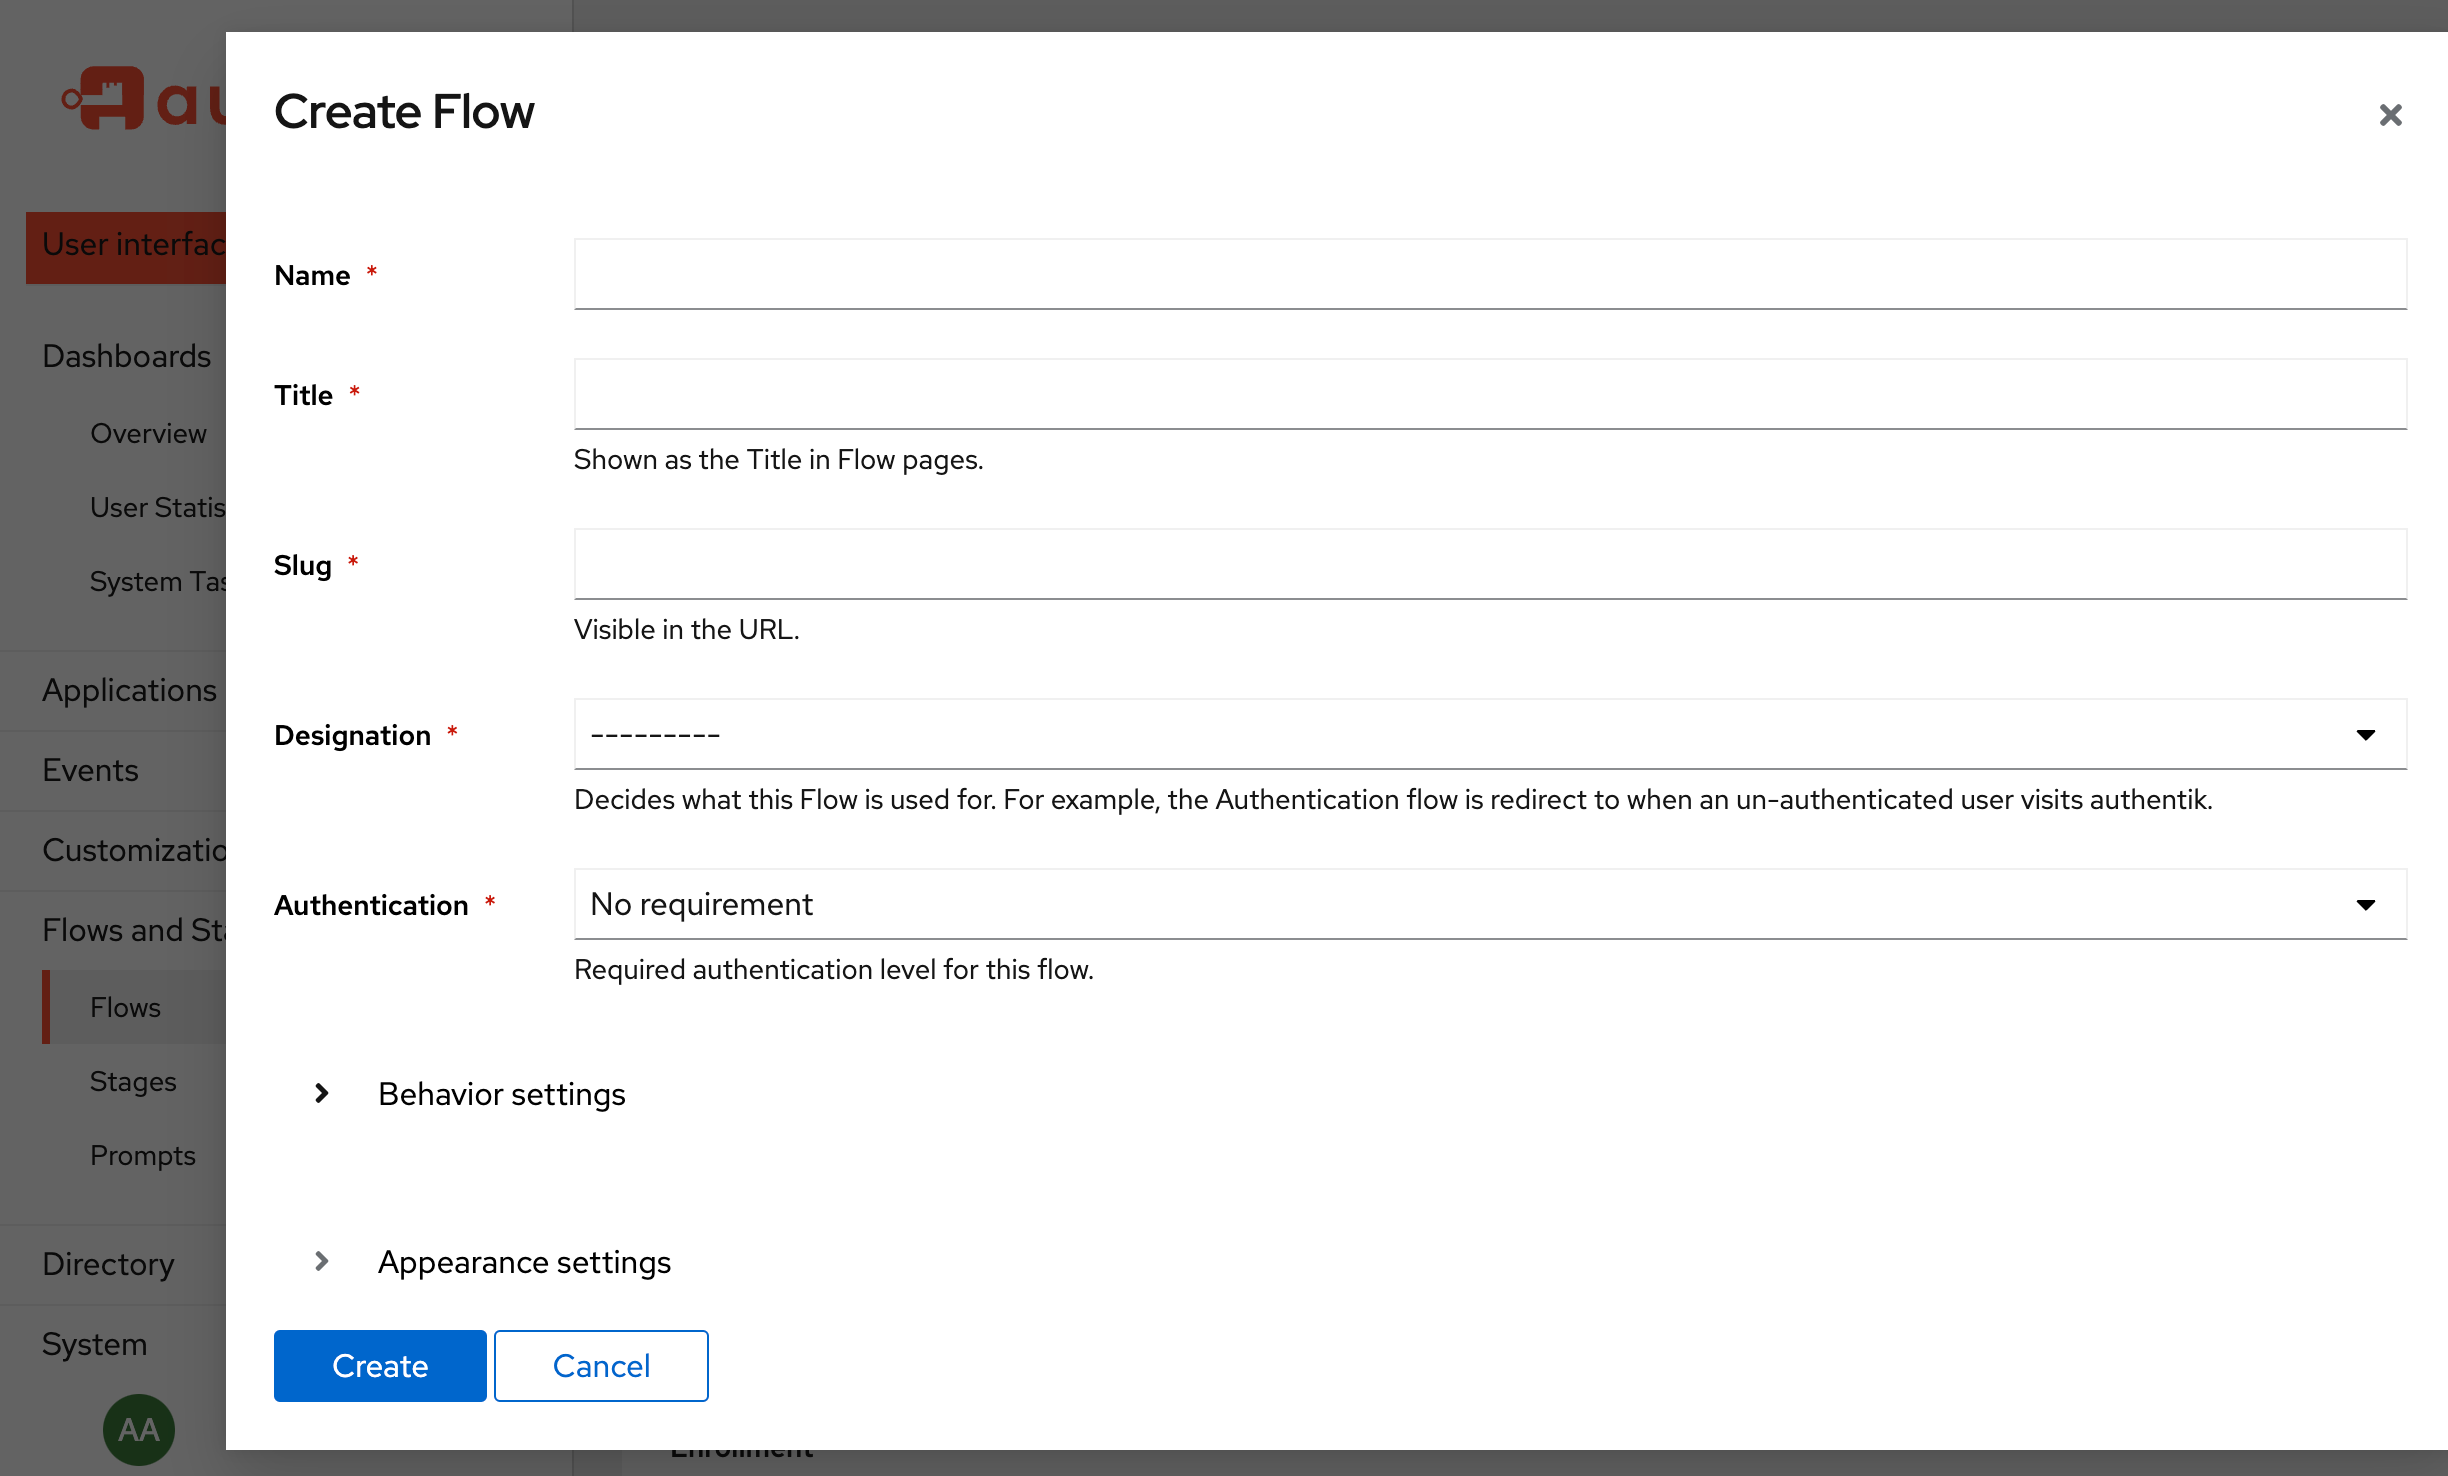 Create Flow
Name *
Title *
Shown as the Title in Flow pages.
Slug *
Visible in the URL.
Designation *
---------
Decides what this Flow is used for. For example, the Authentication flow is redirect to when an un-authenticated user visits authentik.
Authentication *
No requirement
Required authentication level for this flow.
Behavior settings
Appearance settings
Create
Cancel
au
User interfac
Dashboards
Overview
User Statis
System Tas
Applications
Events
Customizatio
Flows and Sta
Flows
Stages
Prompts
Directory
System
AA
Enrollment